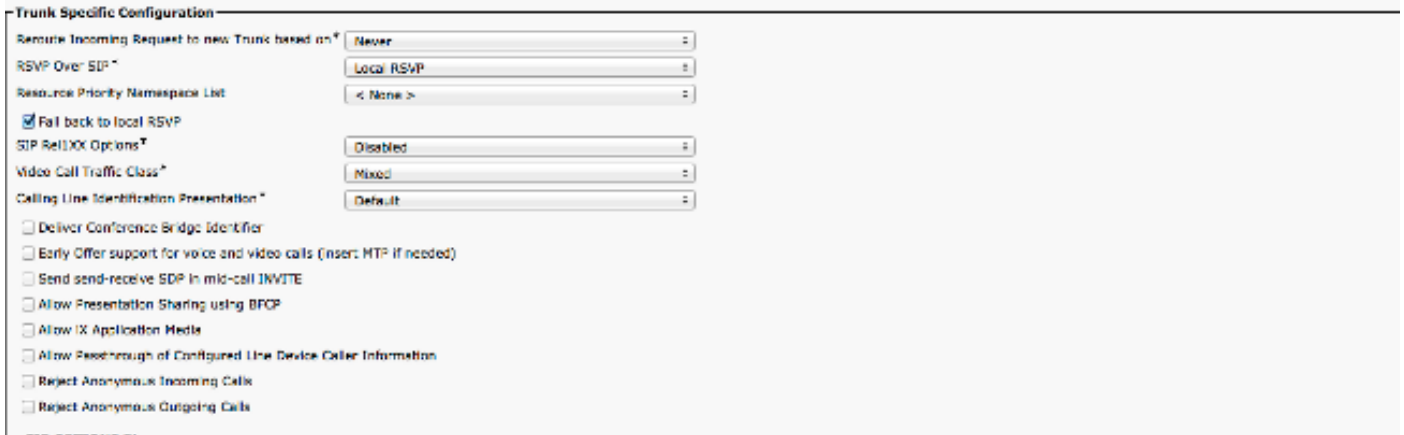 Trunk Specific Configuration
Reroute Incoming Request to new Trunk based on* Never
RSVP Over SIP* Local RSVP
Resource Priority Namespace List < None >
Fall back to local RSVP
SIP Rel1XX Options* Disabled
Video Call Traffic Class* Mixed
Calling Line Identification Presentation* Default
Deliver Conference Bridge Identifier
Early Offer support for voice and video calls (insert MTP if needed)
Send send-receive SDP in mid-call INVITE
Allow Presentation Sharing using BFCP
Allow iX Application Media
Allow Passthrough of Configured Line Device Caller Information
Reject Anonymous Incoming Calls
Reject Anonymous Outgoing Calls